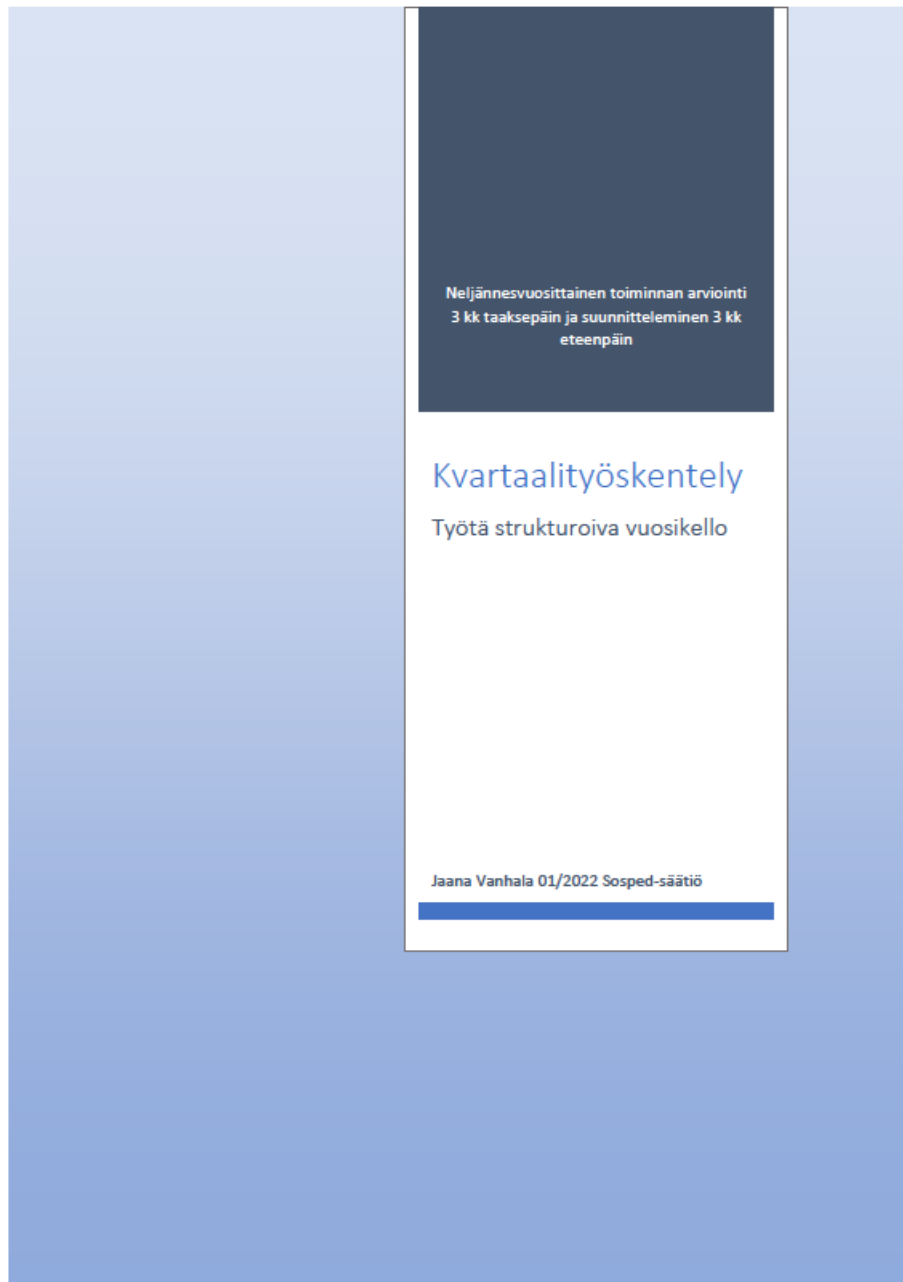 Neljännesvuosittainen toiminnan arviointi
3 kk taaksepäin ja suunnitteleminen 3 kk
eteenpäin
Kvartaalityöskentely
Työtä strukturoiva vuosikello
Jaana Vanhala 01/2022 Sosped-säätiö